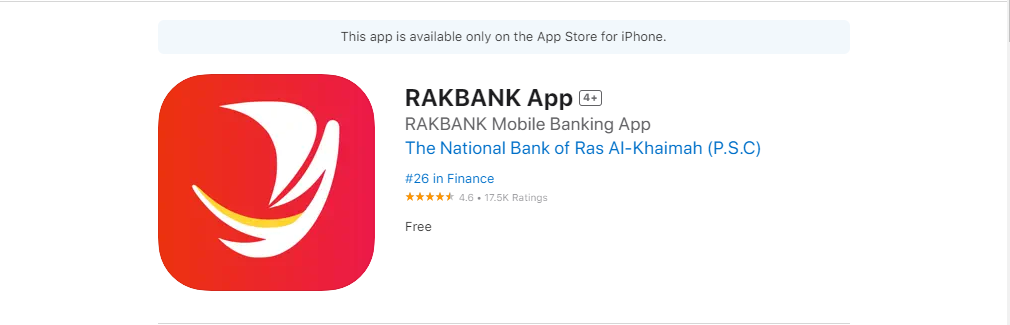 This app is available only on the App Store for iPhone.
RAKBANK App 4+
RAKBANK Mobile Banking App
The National Bank of Ras Al-Khaimah (P.S.C)
#26 in Finance
★★★★★ 4.6 • 17.5K Ratings
Free